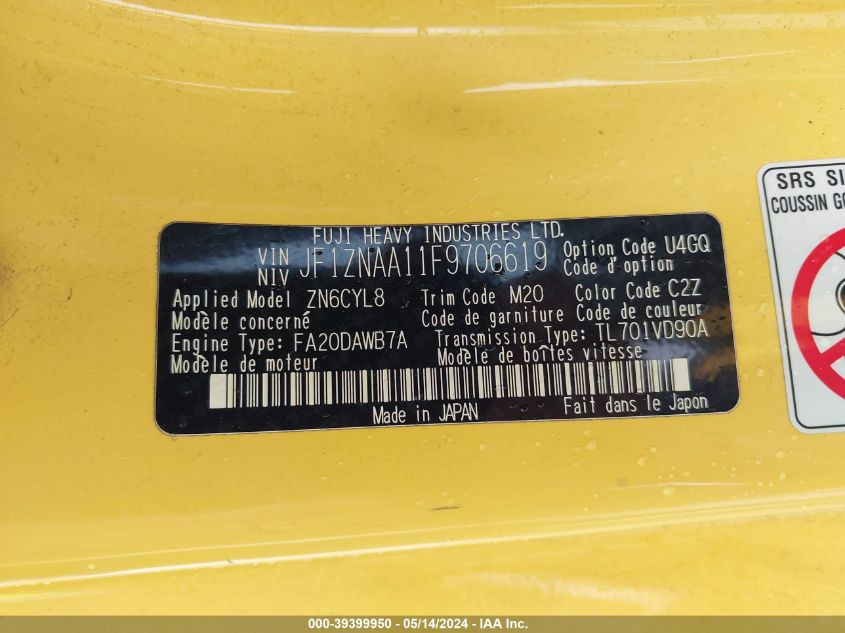 FUJI HEAVY INDUSTRIES LTD.
VIN
NIV
JF1ZNAA11F9706619
Option Code U4GQ
Code d'option
Applied Model ZN6CYL8
Modèle concerné
Trim Code M20
Code de garniture
Color Code C2Z
Code de couleur
Engine Type: FA20DAWB7A
Modèle de moteur
Transmission Type: TL701VD90A
Modèle de boîtes vitesse
Made in JAPAN
Fait dans le Japon
SRS SI
COUSSIN GO
000-39399950 - 05/14/2024 - IAA Inc.